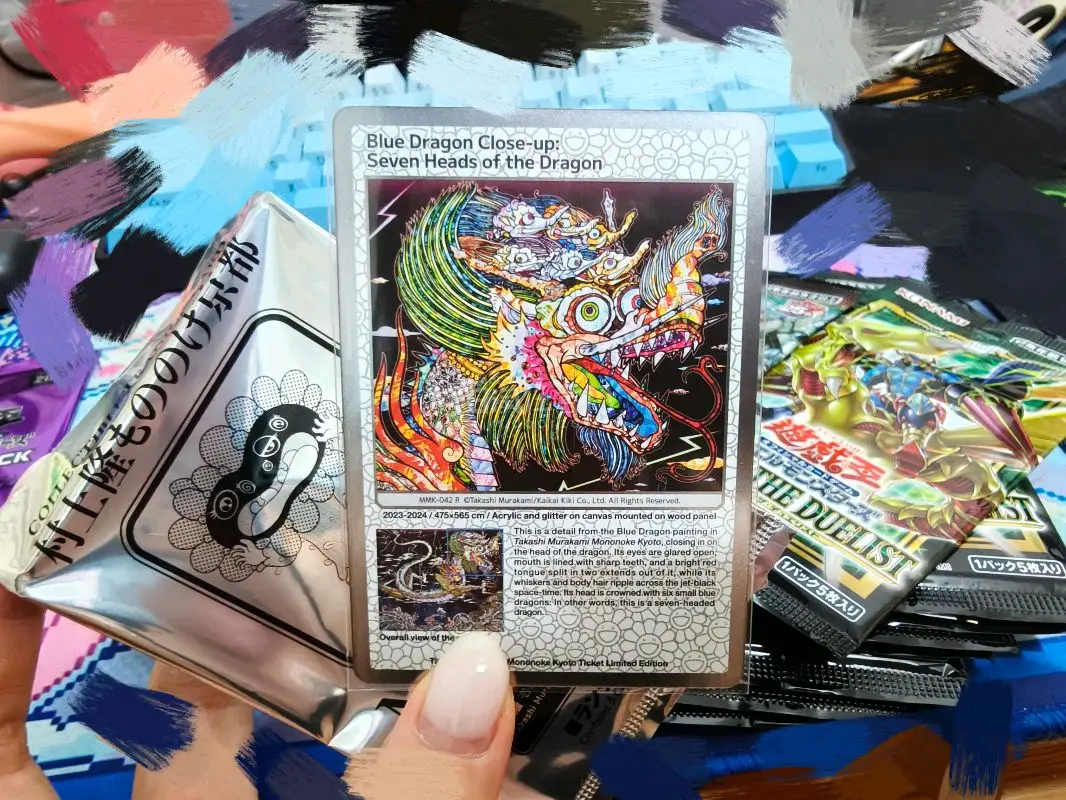 Blue Dragon Close-up:
Seven Heads of the Dragon
MMK-042 R ©Takashi Murakami/Kaikai Kiki Co., Ltd. All Rights Reserved.
2023-2024 / 475×565 cm / Acrylic and glitter on canvas mounted on wood panel
This is a detail from the Blue Dragon painting in
Takashi Murakami Mononoke Kyoto, closing in on
the head of the dragon. Its eyes are glared open,
mouth is lined with sharp teeth, and a bright red
tongue split in two extends out of it, while its
whiskers and body hair ripple across the jet-black
space-time. Its head is crowned with six small blue
dragons: In other words, this is a seven-headed
dragon.
Overall view of the
Mononoke Kyoto Ticket Limited Edition
村上隆もののけ京都
KONAMI
遊戯王
THE DUELIST
1パック5枚入り
1パック5枚入り